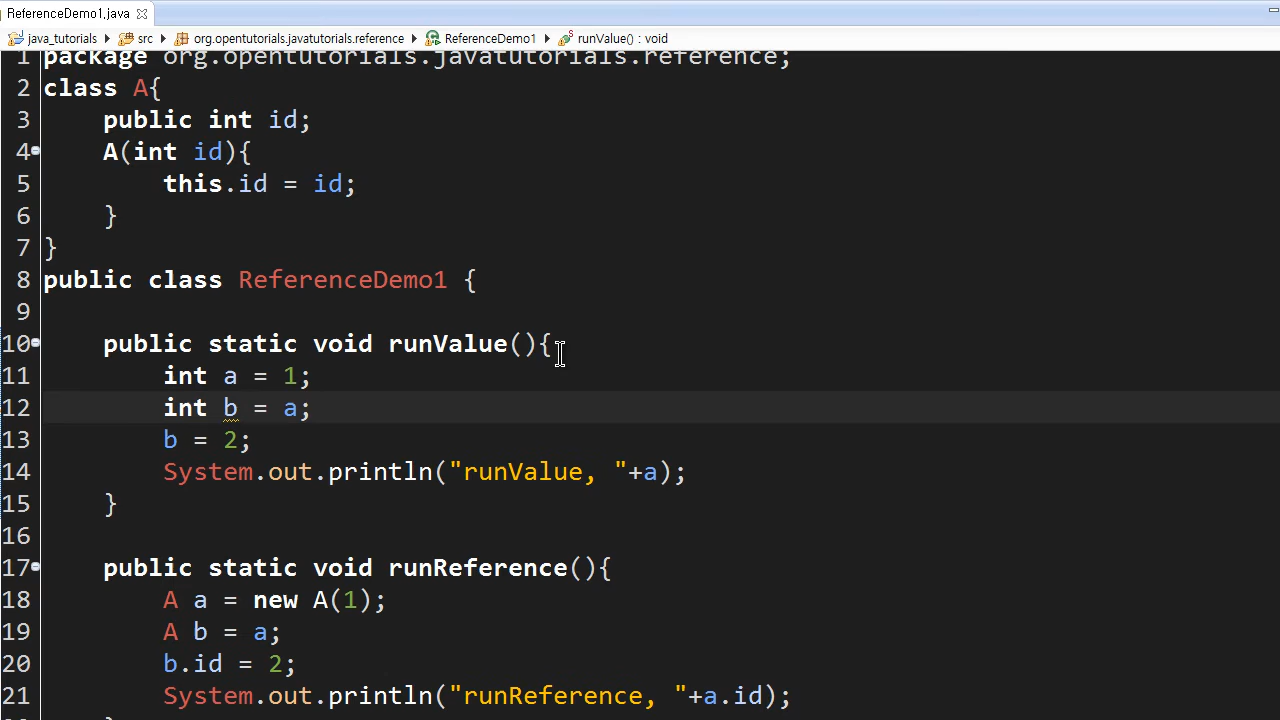 ReferenceDemo1.java
java_tutorials src org.opentutorials.javatutorials.reference ReferenceDemo1 runValue() : void
1 package org.opentutorials.javatutorials.reference;
2 class A{
3     public int id;
4     A(int id){
5         this.id = id;
6     }
7 }
8 public class ReferenceDemo1 {
9
10     public static void runValue(){
11         int a = 1;
12         int b = a;
13         b = 2;
14         System.out.println("runValue, "+a);
15     }
16
17     public static void runReference(){
18         A a = new A(1);
19         A b = a;
20         b.id = 2;
21         System.out.println("runReference, "+a.id);